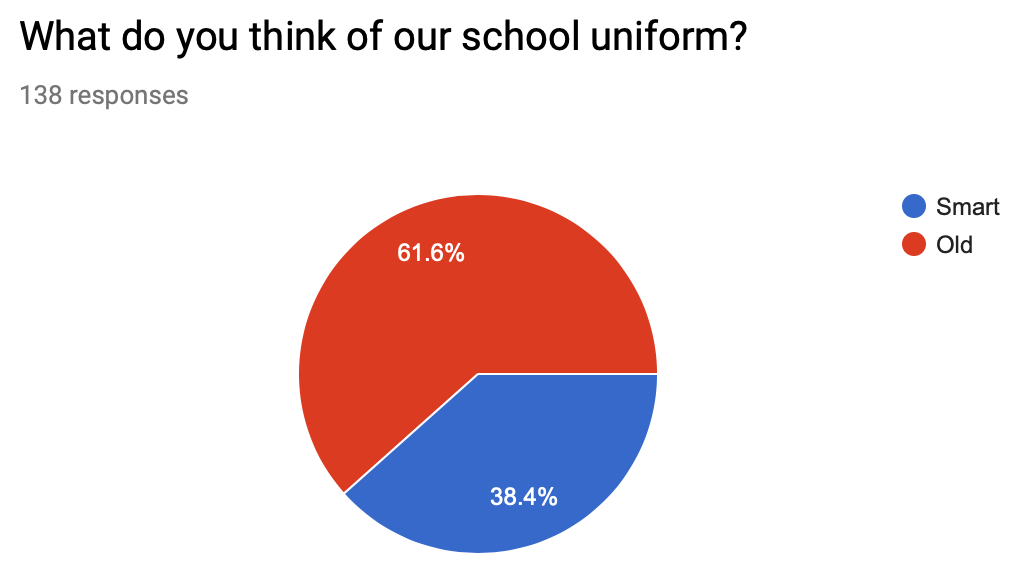 What do you think of our school uniform?
138 responses
Smart
Old
61.6%
38.4%